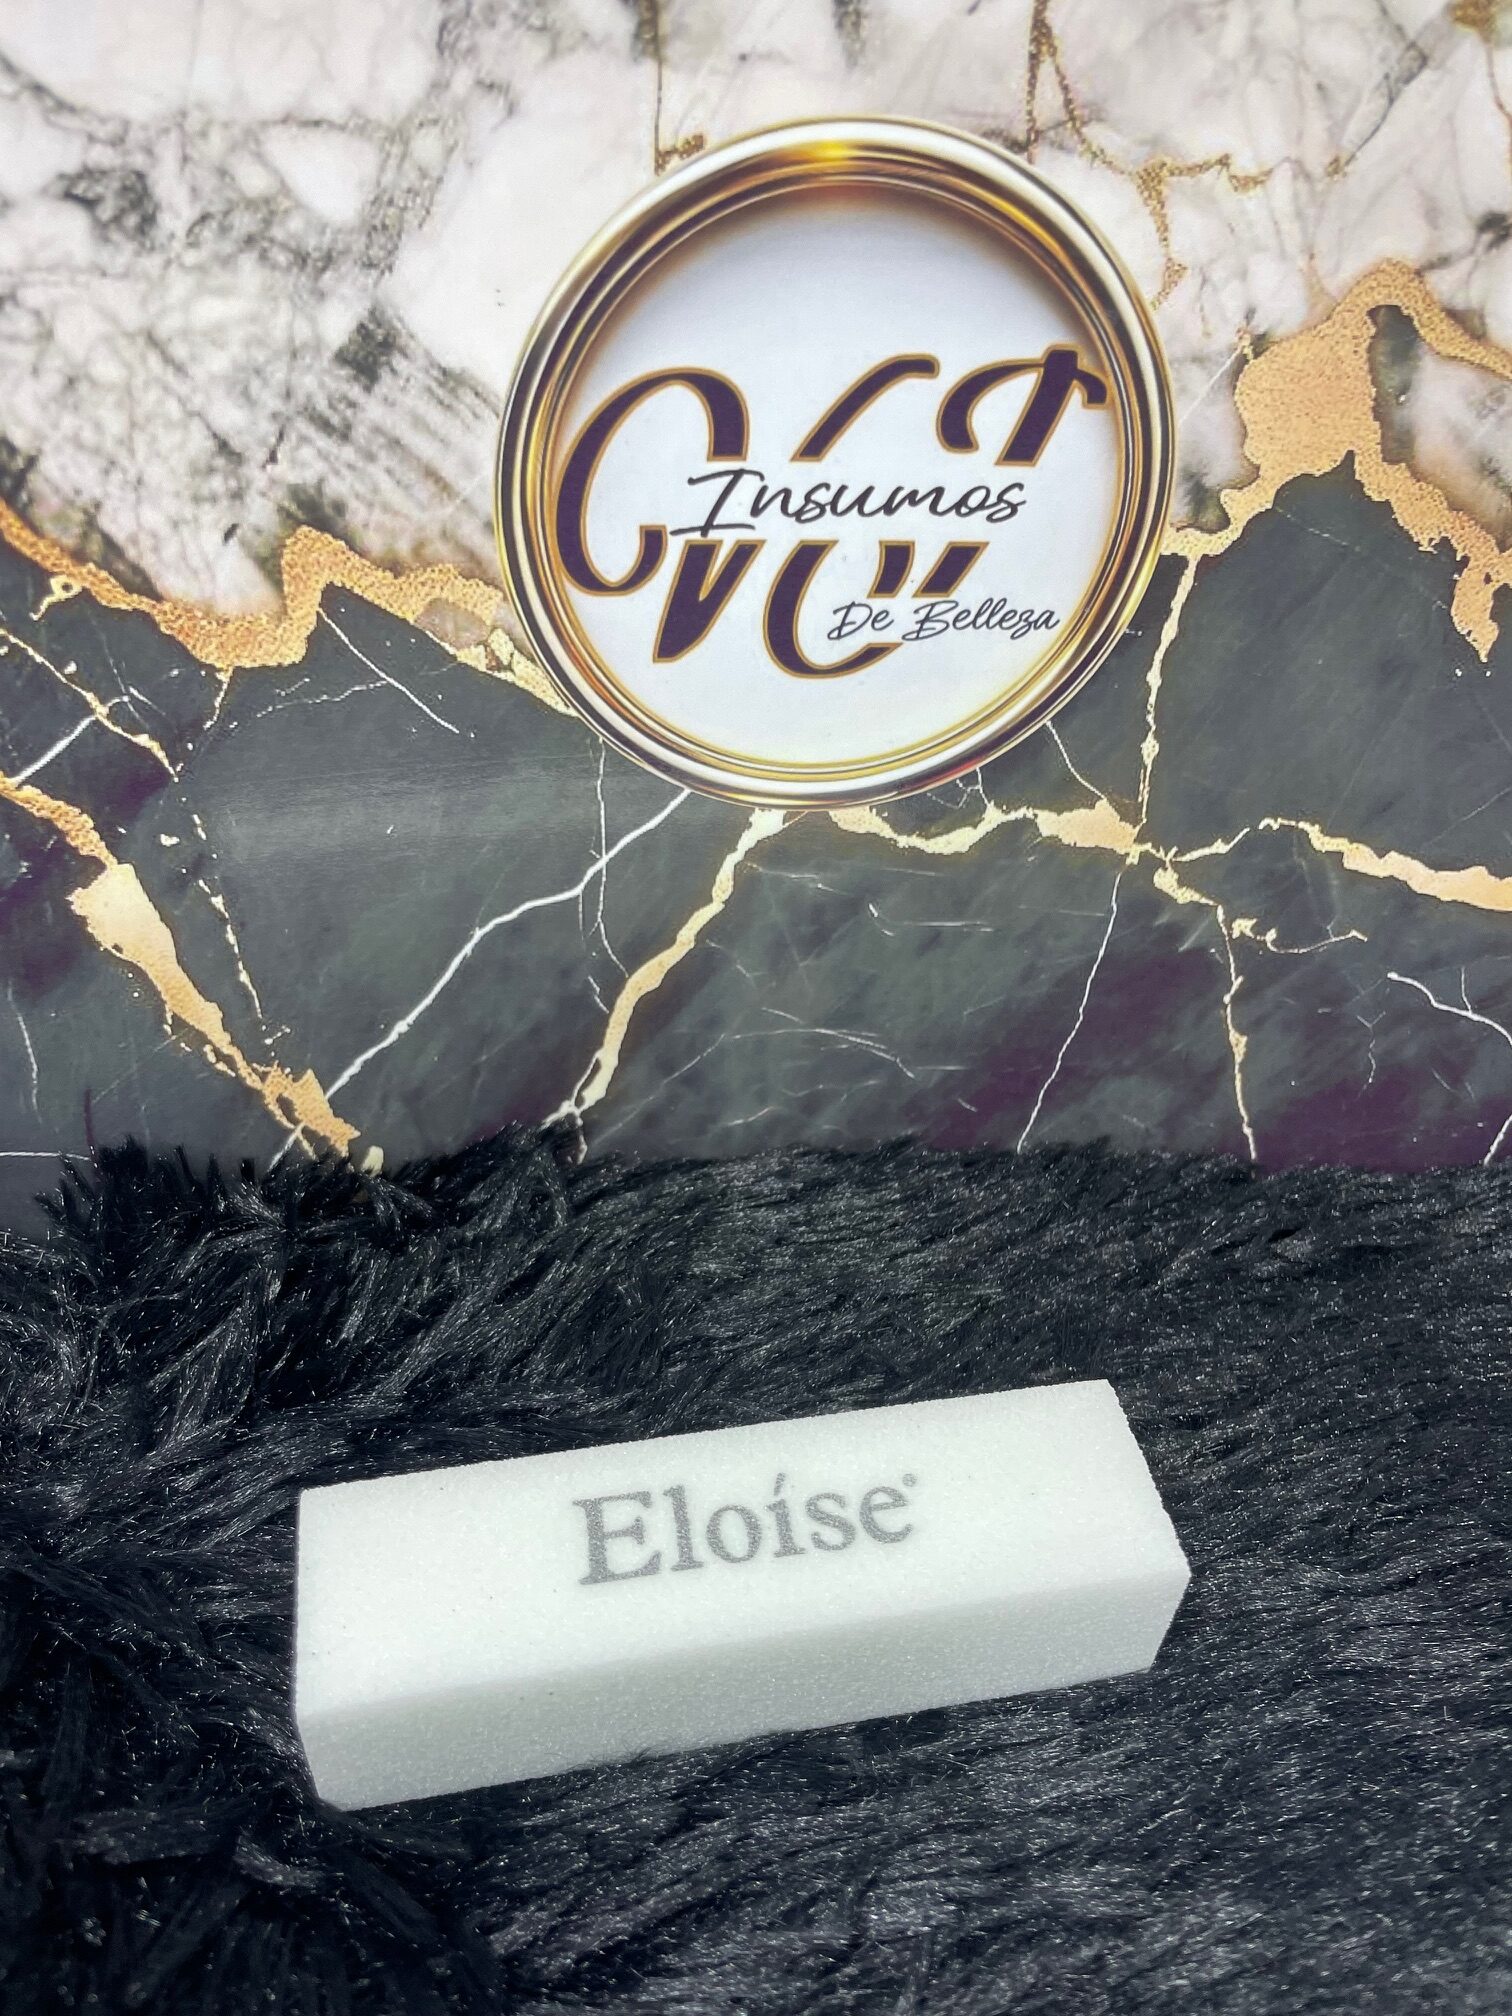 Insumos
De Belleza
Eloíse